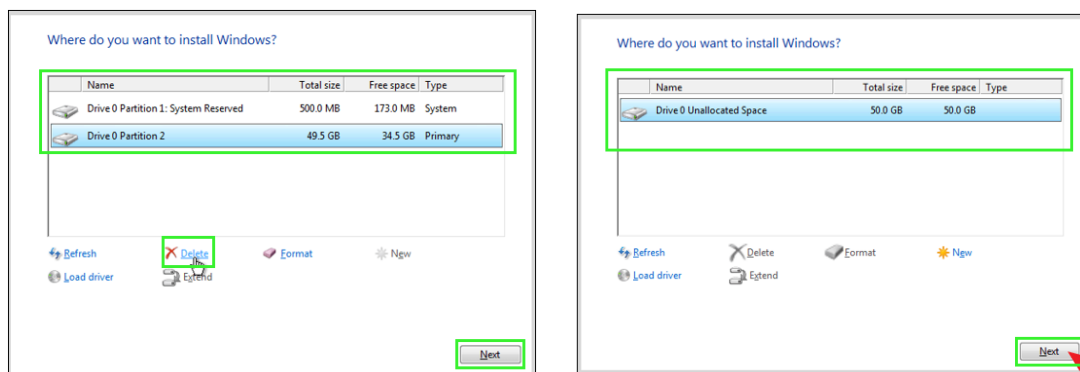 Where do you want to install Windows?
Name Total size Free space Type
Drive 0 Partition 1: System Reserved 500.0 MB 173.0 MB System
Drive 0 Partition 2 49.5 GB 34.5 GB Primary
Refresh Delete Format New
Load driver Extend
Next
Where do you want to install Windows?
Name Total size Free space Type
Drive 0 Unallocated Space 50.0 GB 50.0 GB
Refresh Delete Format New
Load driver Extend
Next